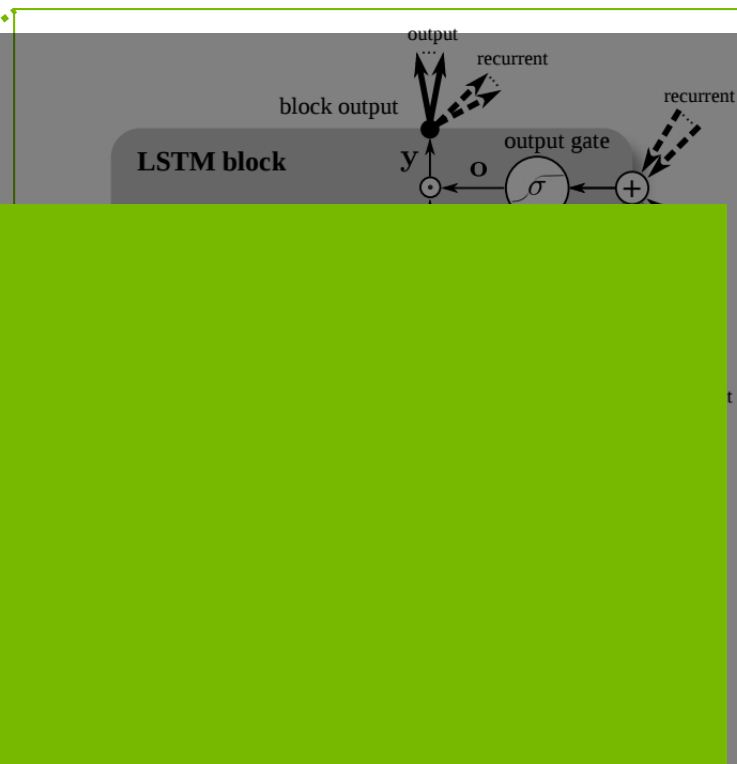 output
recurrent
recurrent
block output
output gate
LSTM block
y
o
σ
+
t